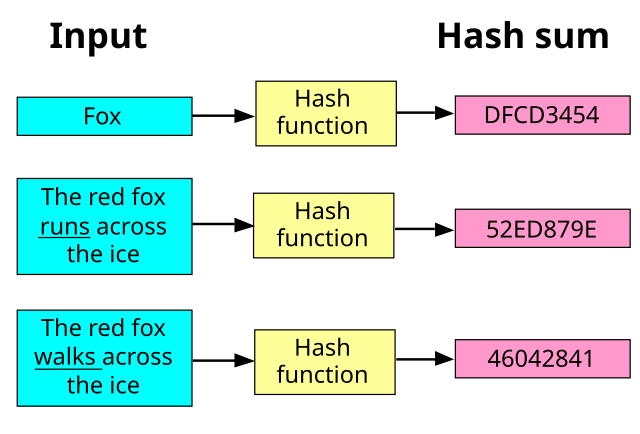 Input
Hash sum
Fox
Hash
function
DFCD3454
The red fox
runs across
the ice
Hash
function
52ED879E
The red fox
walks across
the ice
Hash
function
46042841